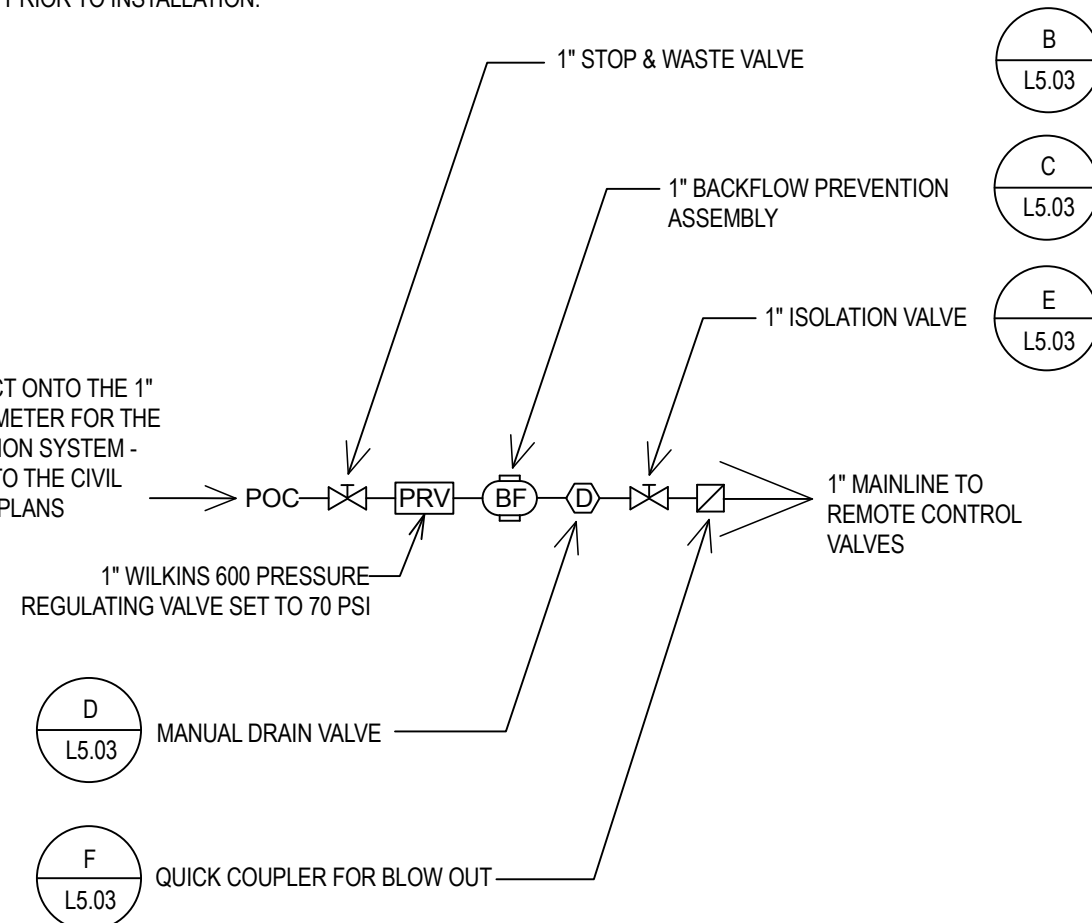 PRIOR TO INSTALLATION.
1" STOP & WASTE VALVE
B
L5.03
1" BACKFLOW PREVENTION
ASSEMBLY
C
L5.03
1" ISOLATION VALVE
E
L5.03
ONTO THE 1"
METER FOR THE
SYSTEM -
TO THE CIVIL
PLANS
POC
PRV
BF
D
1" MAINLINE TO
REMOTE CONTROL
VALVES
1" WILKINS 600 PRESSURE
REGULATING VALVE SET TO 70 PSI
D
L5.03
MANUAL DRAIN VALVE
F
L5.03
QUICK COUPLER FOR BLOW OUT